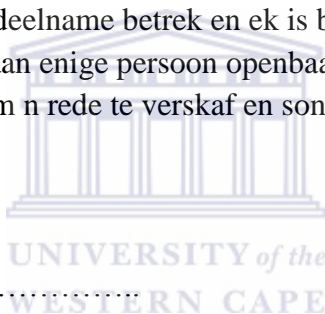 deelname betrek en ek is b
aan enige persoon openbaa
n rede te verskaf en son
UNIVERSITY of the
……………..
WESTERN CAPE